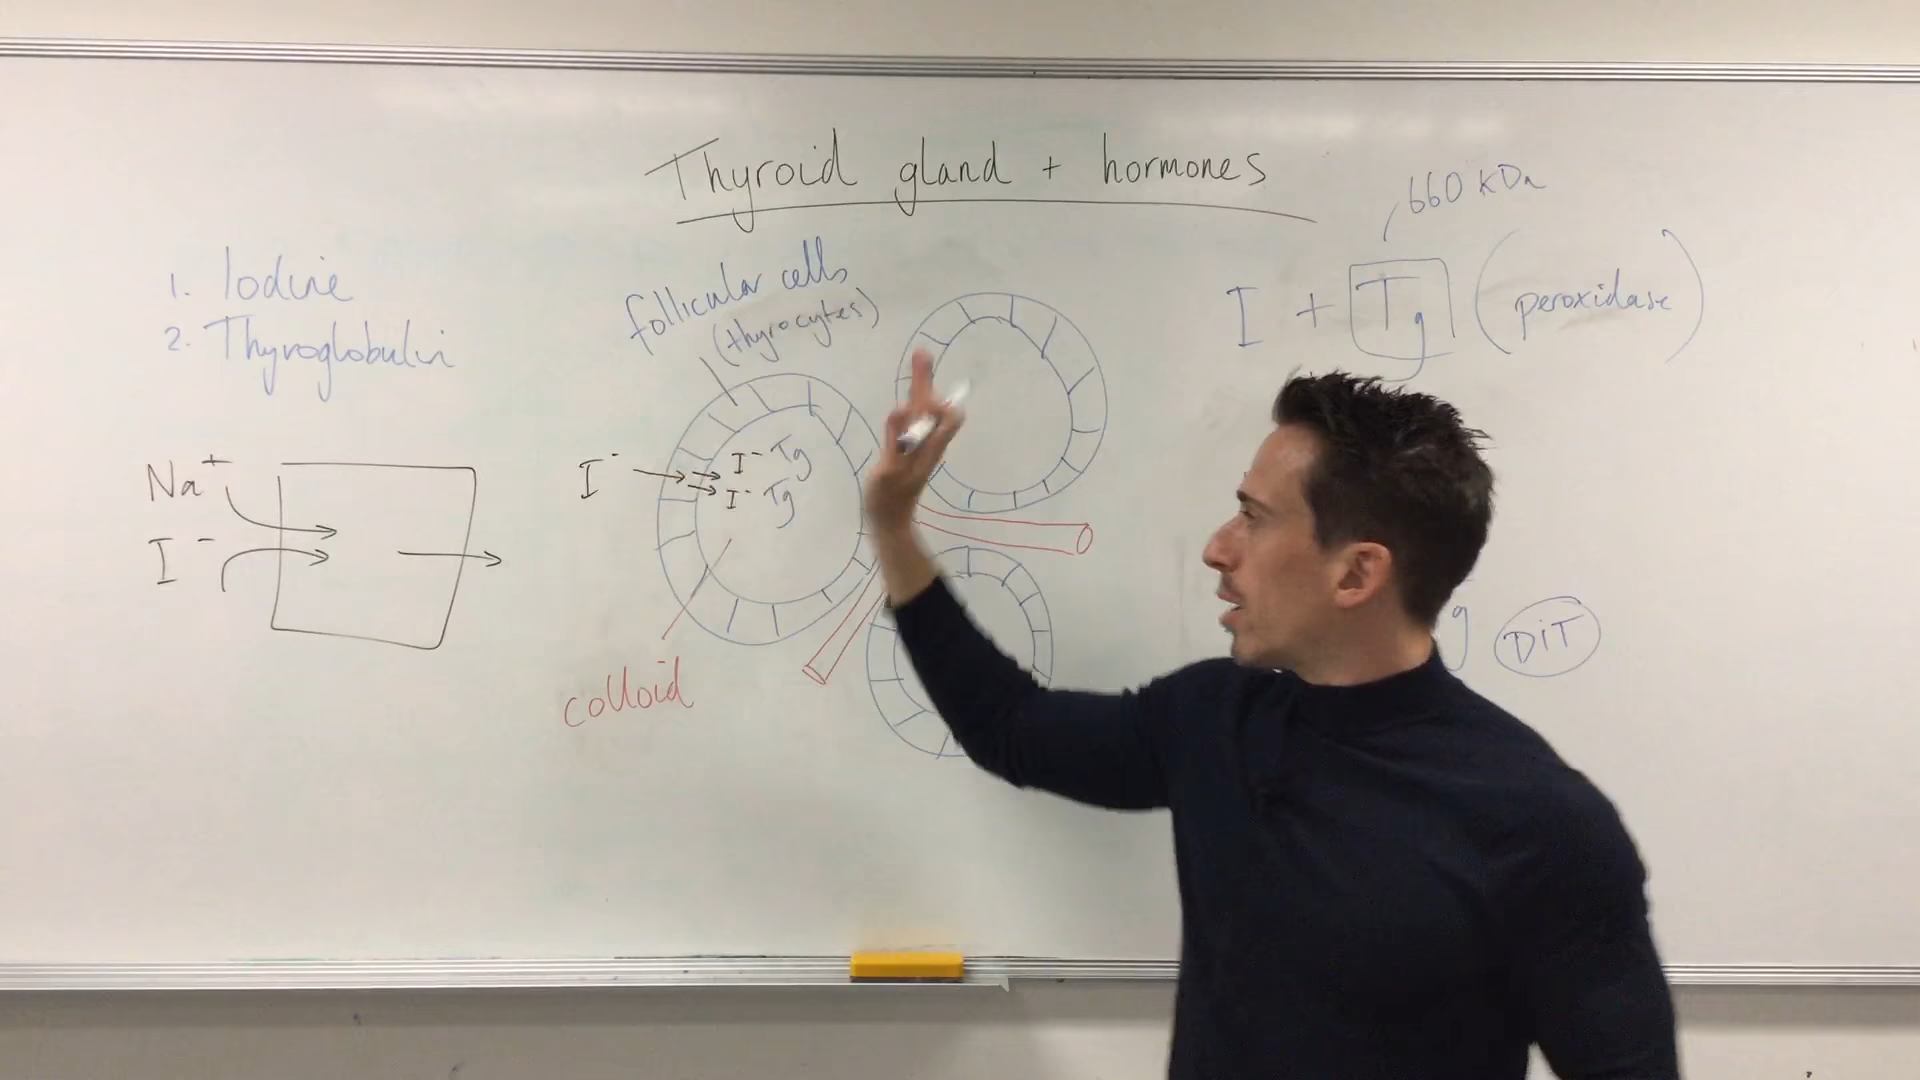 Thyroid gland + hormones
1. Iodine
2. Thyroglobulin
follicular cells
(thyrocytes)
660 kDa
I + Tg (peroxidase)
Na+
I-
I-
I- Tg
I- Tg
colloid
g DiT